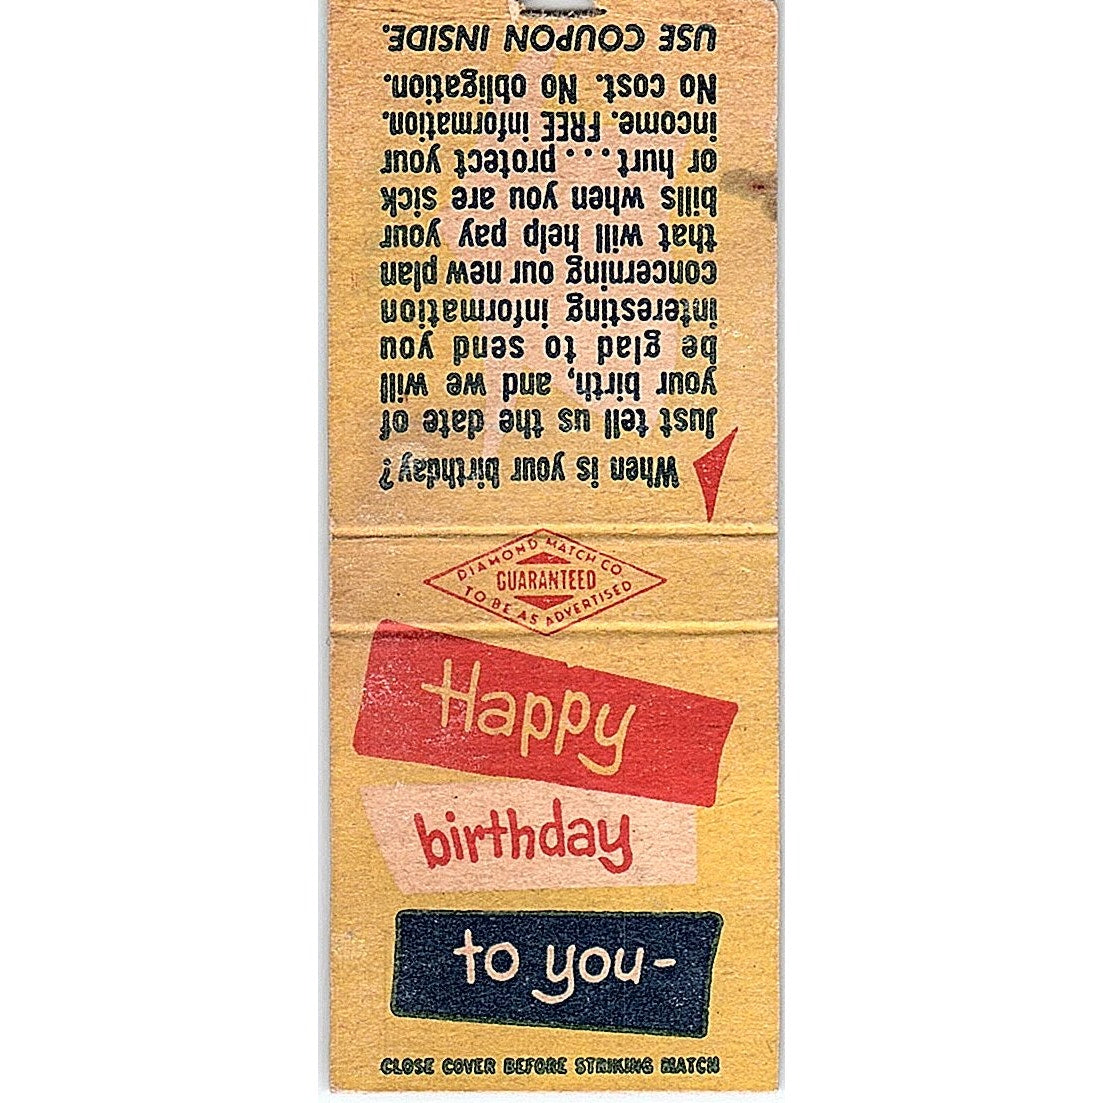 When is your birthday?
Just tell us the date of
your birth, and we will
be glad to send you
interesting information
concerning our new plan
that will help pay your
bills when you are sick
or hurt...protect your
income. FREE information.
No cost. No obligation.
USE COUPON INSIDE.
DIAMOND MATCH CO
GUARANTEED
TO BE AS ADVERTISED
Happy
birthday
to you-
CLOSE COVER BEFORE STRIKING MATCH